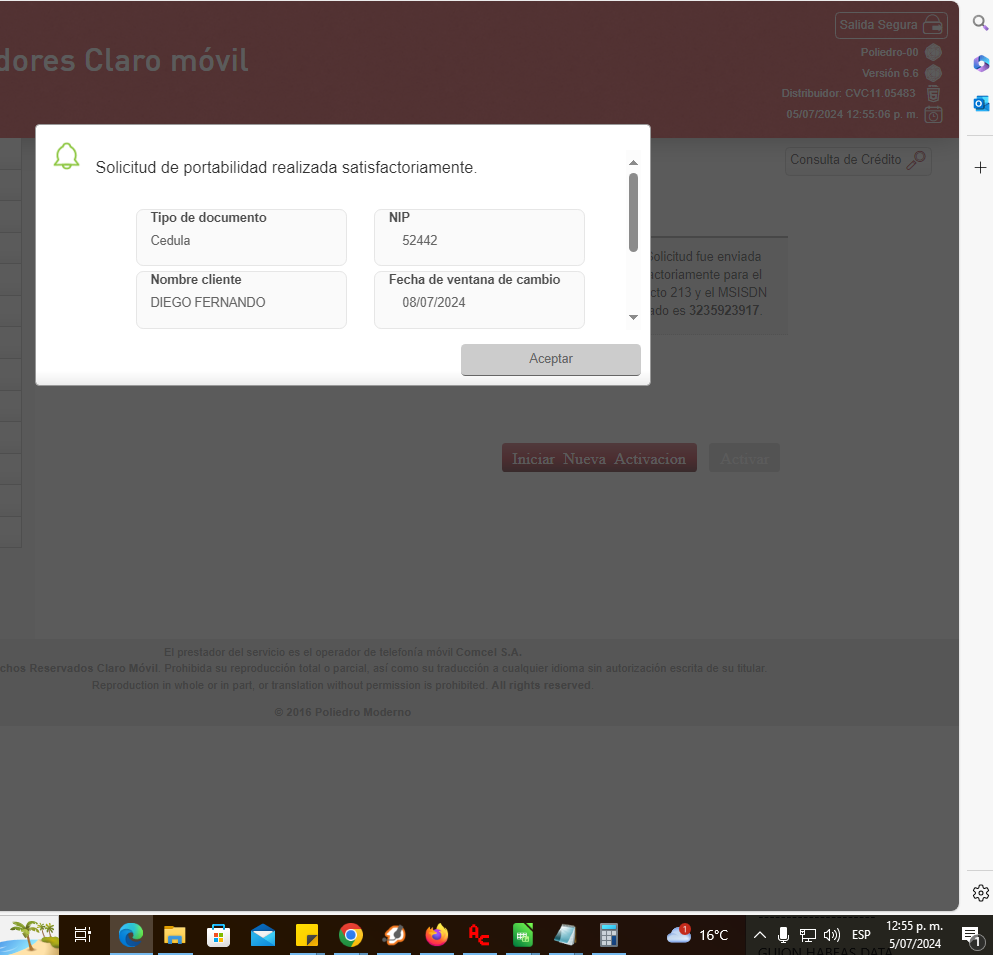 Salida Segura
dores Claro móvil
Poliedro-00
Versión 6.6
Distribuidor: CVC11.05483
05/07/2024 12:55:06 p. m.
Consulta de Crédito
Solicitud de portabilidad realizada satisfactoriamente.
Tipo de documento
Cedula
NIP
52442
Nombre cliente
DIEGO FERNANDO
Fecha de ventana de cambio
08/07/2024
Aceptar
Solicitud fue enviada
actoriamente para el
cto 213 y el MSISDN
ado es 3235923917.
Iniciar Nueva Activacion
Activar
El prestador del servicio es el operador de telefonía móvil Comcel S.A.
chos Reservados Claro Móvil. Prohibida su reproducción total o parcial, así como su traducción a cualquier idioma sin autorización escrita de su titular.
Reproduction in whole or in part, or translation without permission is prohibited. All rights reserved.
© 2016 Poliedro Moderno
1
16°C
ESP
12:55 p. m.
5/07/2024
1
GUION HABEAS DATA